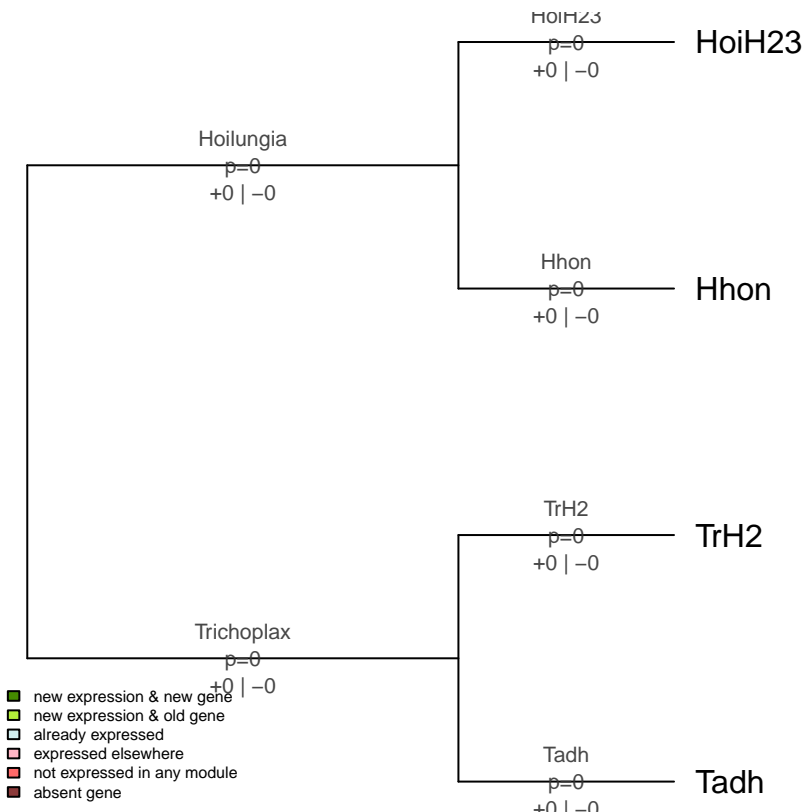 HoiH23
p=0
+0 | −0
HoiH23
Hoilungia
p=0
+0 | −0
Hhon
p=0
+0 | −0
Hhon
TrH2
p=0
+0 | −0
TrH2
Trichoplax
p=0
+0 | −0
new expression & new gene
new expression & old gene
already expressed
expressed elsewhere
not expressed in any module
absent gene
Tadh
p=0
+0 | −0
Tadh